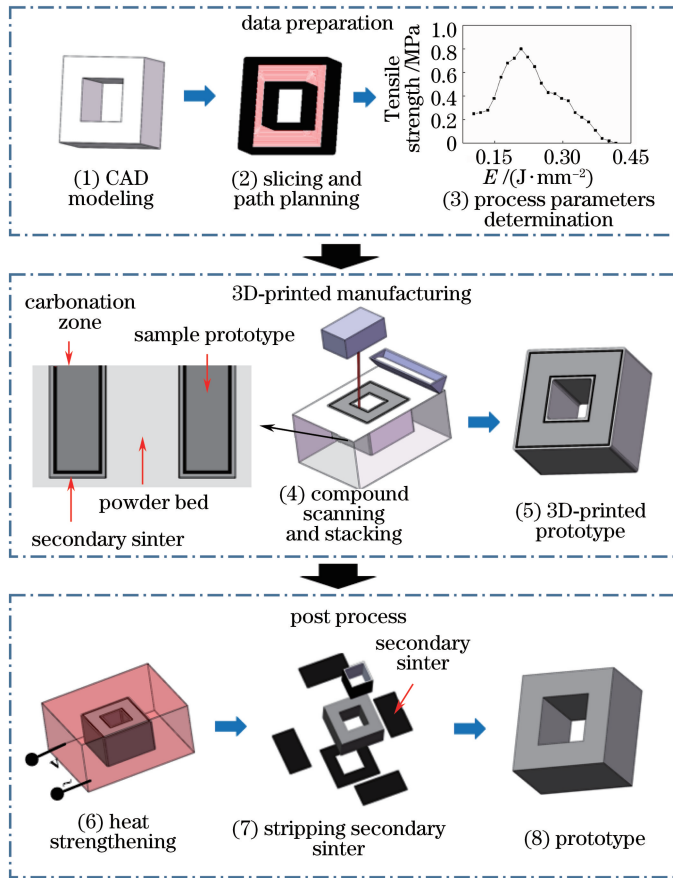 data preparation
(1) CAD
modeling
(2) slicing and
path planning
Tensile
strength /MPa
1.0
0.8
0.6
0.4
0.2
0
0.15
0.30
0.45
E /(J·mm⁻²)
(3) process parameters
determination
3D-printed manufacturing
carbonation
zone
sample prototype
powder bed
secondary sinter
(4) compound
scanning
and stacking
(5) 3D-printed
prototype
post process
(6) heat
strengthening
secondary
sinter
(7) stripping secondary
sinter
(8) prototype